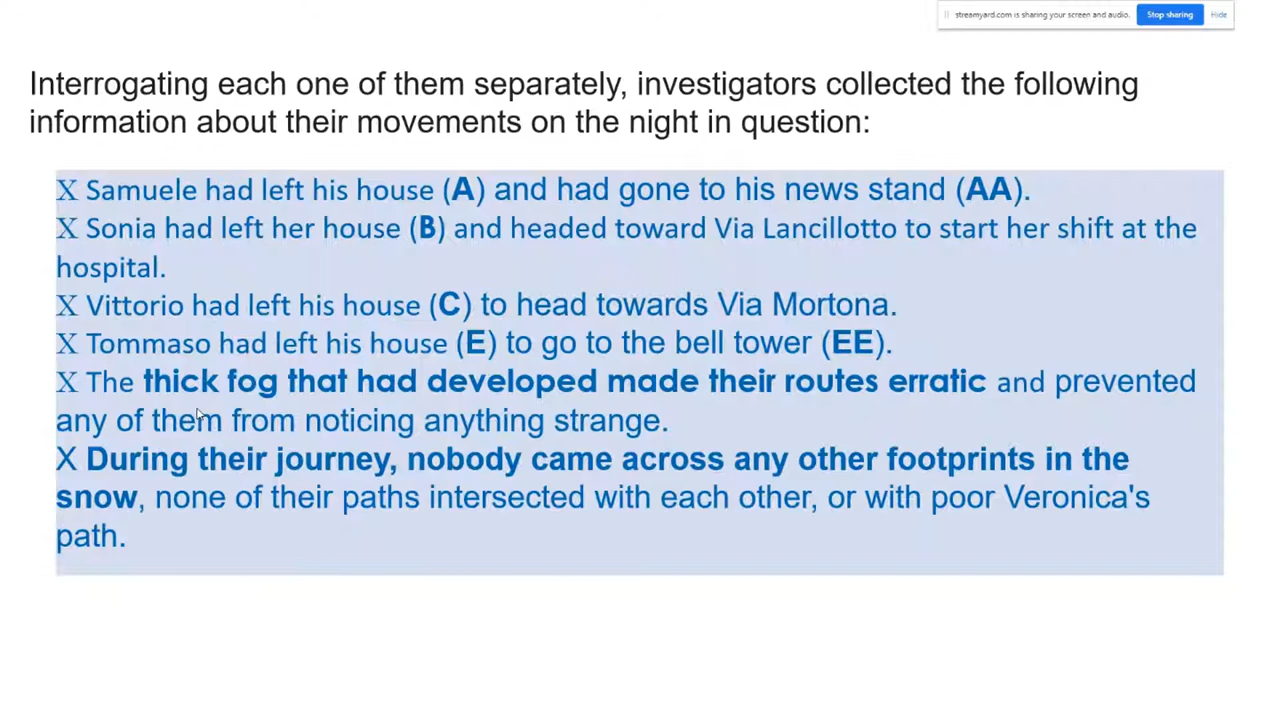 streamyard.com is sharing your screen and audio. Stop sharing Hide
Interrogating each one of them separately, investigators collected the following
information about their movements on the night in question:
X Samuele had left his house (A) and had gone to his news stand (AA).
X Sonia had left her house (B) and headed toward Via Lancillotto to start her shift at the
hospital.
X Vittorio had left his house (C) to head towards Via Mortona.
X Tommaso had left his house (E) to go to the bell tower (EE).
X The thick fog that had developed made their routes erratic and prevented
any of them from noticing anything strange.
X During their journey, nobody came across any other footprints in the
snow, none of their paths intersected with each other, or with poor Veronica's
path.